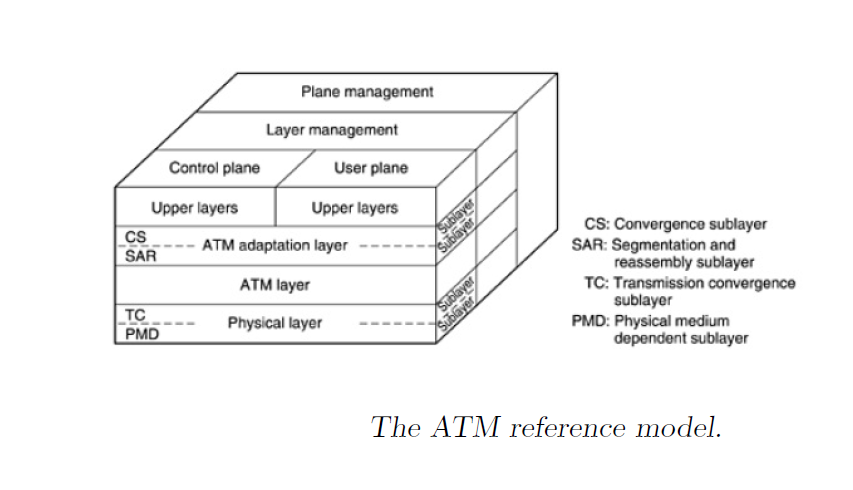 Plane management
Layer management
Control plane
User plane
Upper layers
Upper layers
Sublayer
Sublayer
CS
ATM adaptation layer
SAR
ATM layer
Sublayer
Sublayer
TC
Physical layer
PMD
CS: Convergence sublayer
SAR: Segmentation and
reassembly sublayer
TC: Transmission convergence
sublayer
PMD: Physical medium
dependent sublayer
The ATM reference model.